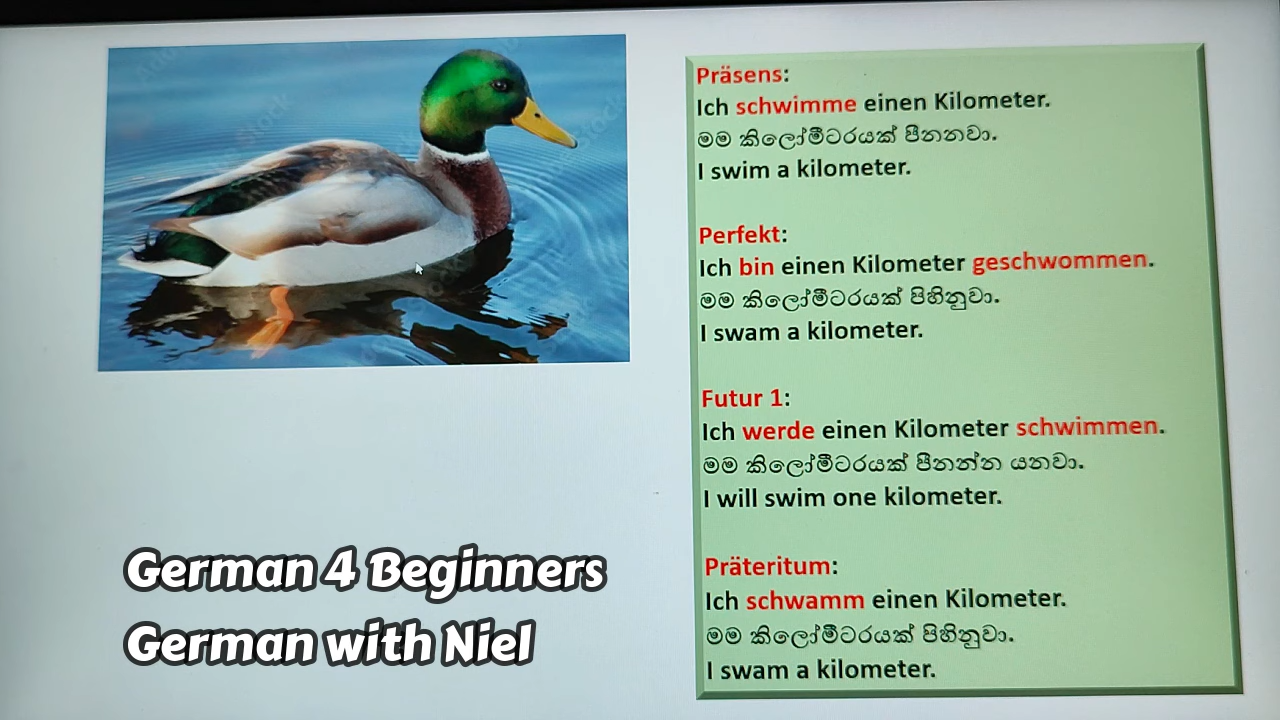 Präsens:
Ich schwimme einen Kilometer.
මම කිලෝමීටරයක් පීනනවා.
I swim a kilometer.
Perfekt:
Ich bin einen Kilometer geschwommen.
මම කිලෝමීටරයක් පිහිනුවා.
I swam a kilometer.
Futur 1:
Ich werde einen Kilometer schwimmen.
මම කිලෝමීටරයක් පීනන්න යනවා.
I will swim one kilometer.
Präteritum:
Ich schwamm einen Kilometer.
මම කිලෝමීටරයක් පිහිනුවා.
I swam a kilometer.
German 4 Beginners
German with Niel